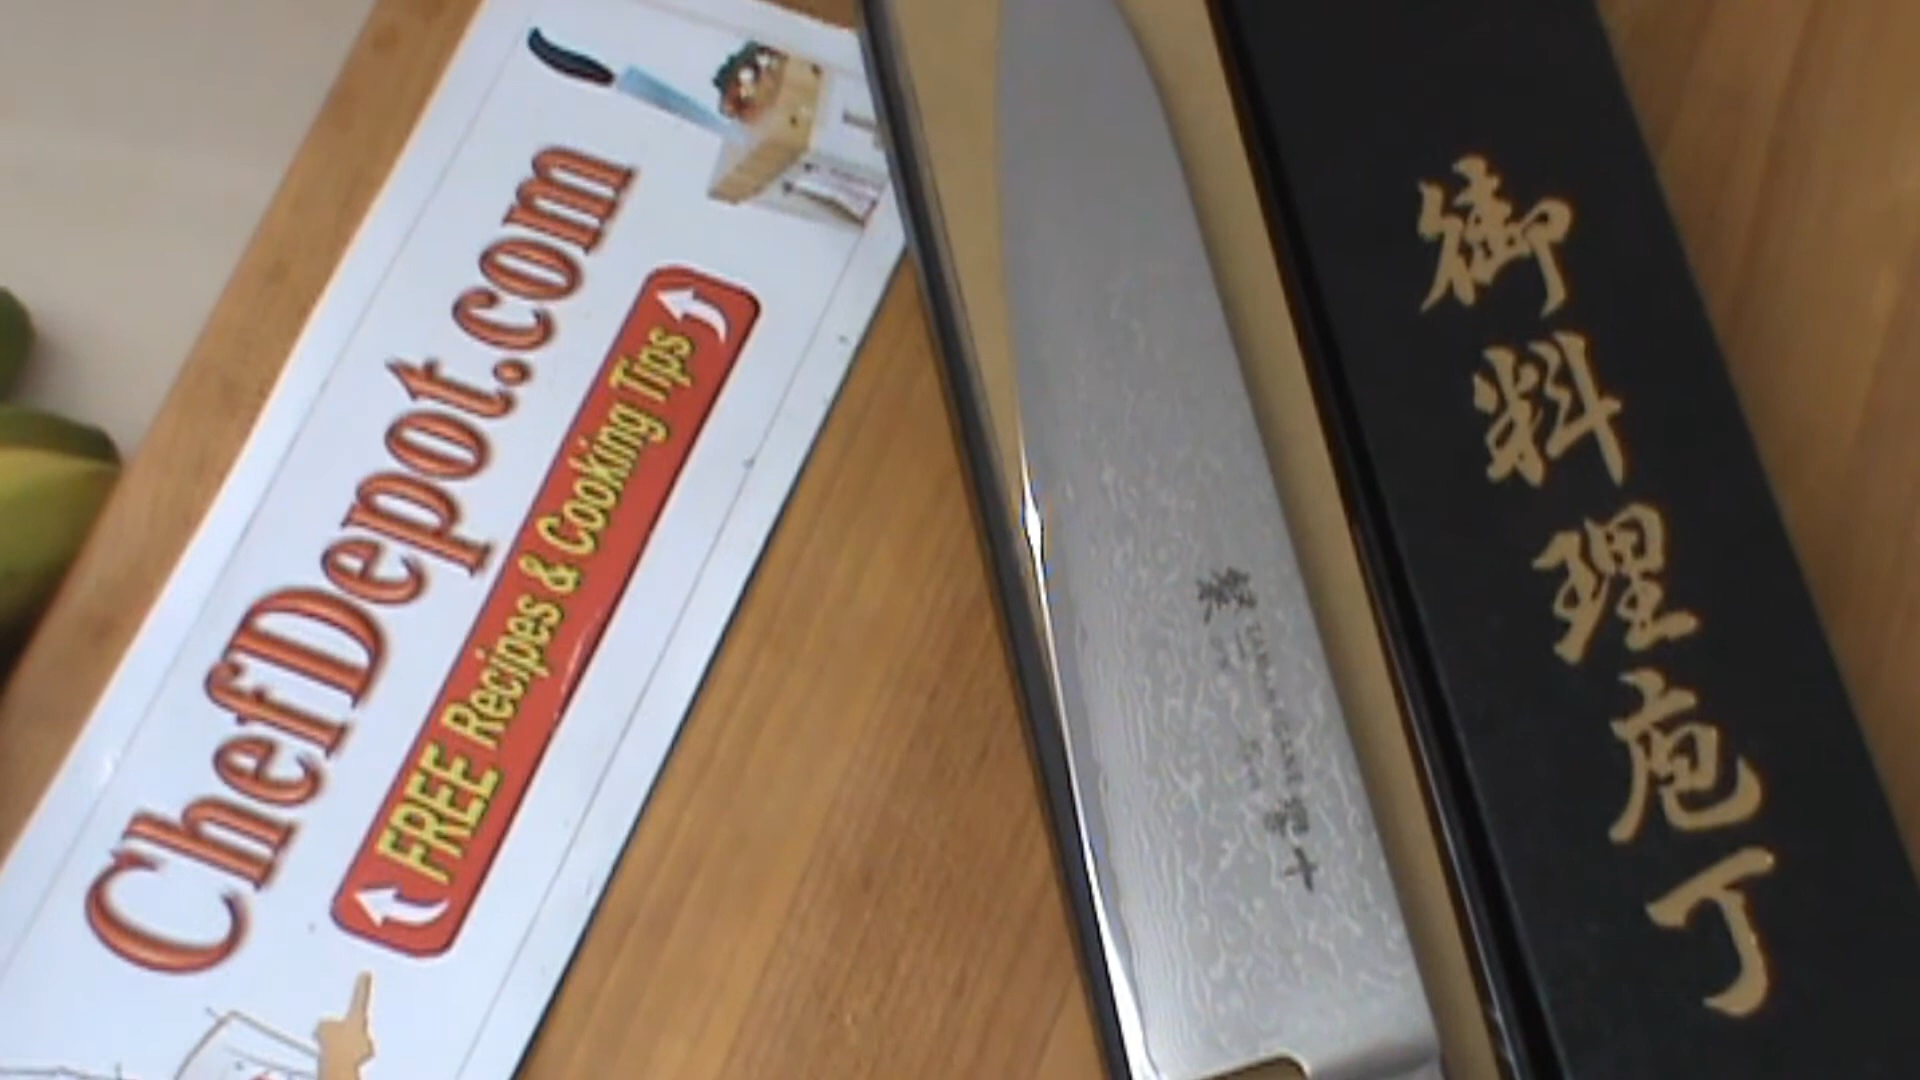 ChefDepot.com
FREE Recipes & Cooking Tips
御料理庖丁